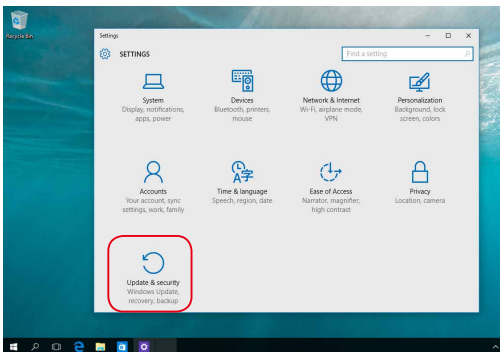 Recycle Bin
Settings
SETTINGS
Find a setting
System
Display, notifications,
apps, power
Devices
Bluetooth, printers,
mouse
Network & Internet
Wi-Fi, airplane mode,
VPN
Personalization
Background, lock
screen, colors
Accounts
Your account, sync
settings, work, family
Time & language
Speech, region, date
Ease of Access
Narrator, magnifier,
high contrast
Privacy
Location, camera
Update & security
Windows Update,
recovery, backup